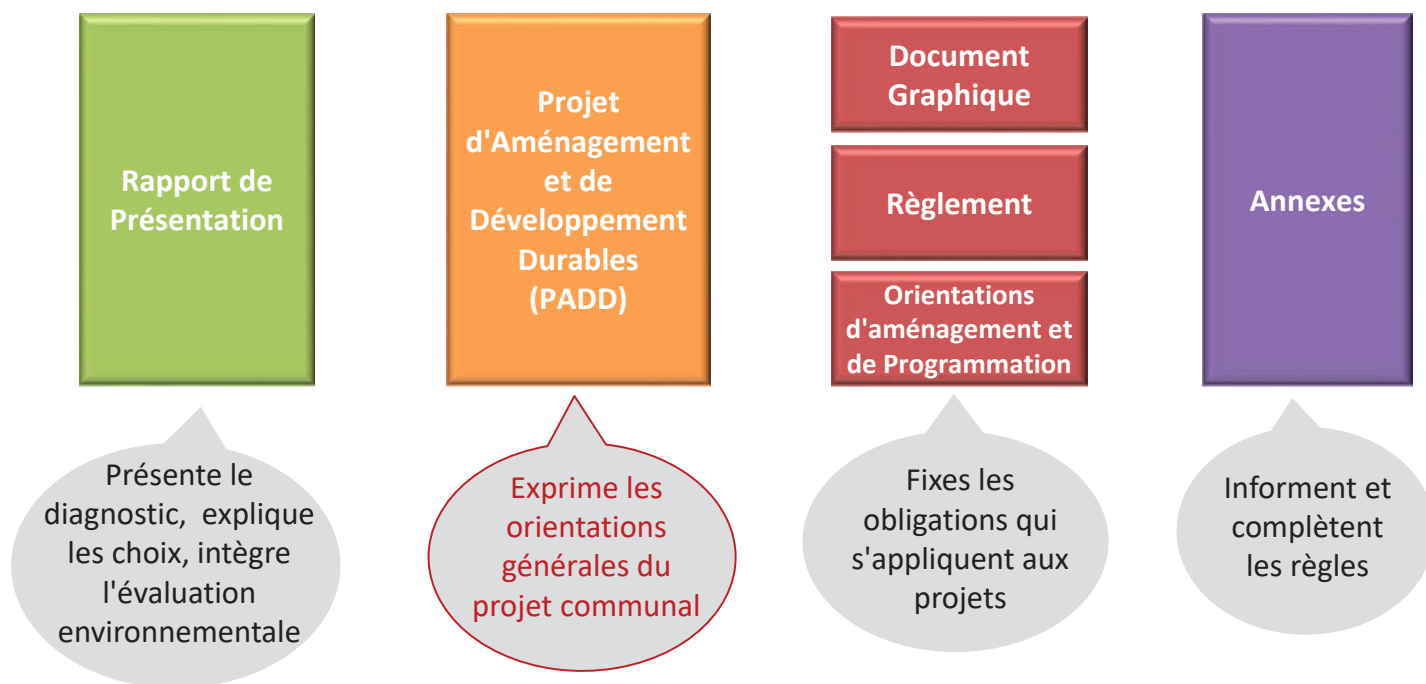 Rapport de
Présentation
Projet
d'Aménagement
et de
Développement
Durables
(PADD)
Document
Graphique
Règlement
Orientations
d'aménagement et
de Programmation
Annexes
Présente le
diagnostic, explique
les choix, intègre
l'évaluation
environnementale
Exprime les
orientations
générales du
projet communal
Fixes les
obligations qui
s'appliquent aux
projets
Informent et
complètent
les règles